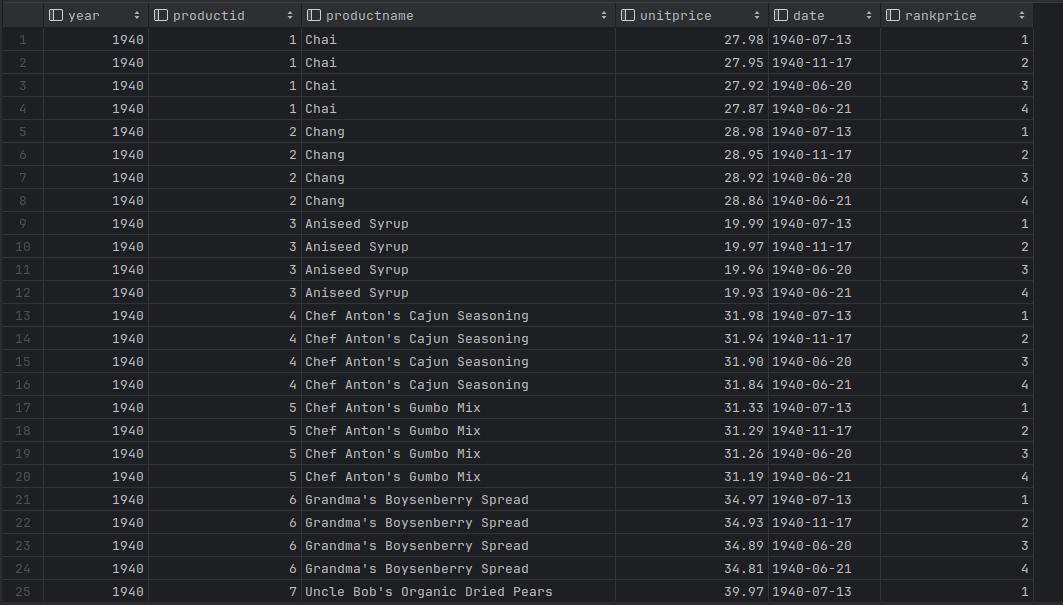 year productid productname unitprice date rankprice
1 1940 1 Chai 27.98 1940-07-13 1
2 1940 1 Chai 27.95 1940-11-17 2
3 1940 1 Chai 27.92 1940-06-20 3
4 1940 1 Chai 27.87 1940-06-21 4
5 1940 2 Chang 28.98 1940-07-13 1
6 1940 2 Chang 28.95 1940-11-17 2
7 1940 2 Chang 28.92 1940-06-20 3
8 1940 2 Chang 28.86 1940-06-21 4
9 1940 3 Aniseed Syrup 19.99 1940-07-13 1
10 1940 3 Aniseed Syrup 19.97 1940-11-17 2
11 1940 3 Aniseed Syrup 19.96 1940-06-20 3
12 1940 3 Aniseed Syrup 19.93 1940-06-21 4
13 1940 4 Chef Anton's Cajun Seasoning 31.98 1940-07-13 1
14 1940 4 Chef Anton's Cajun Seasoning 31.94 1940-11-17 2
15 1940 4 Chef Anton's Cajun Seasoning 31.90 1940-06-20 3
16 1940 4 Chef Anton's Cajun Seasoning 31.84 1940-06-21 4
17 1940 5 Chef Anton's Gumbo Mix 31.33 1940-07-13 1
18 1940 5 Chef Anton's Gumbo Mix 31.29 1940-11-17 2
19 1940 5 Chef Anton's Gumbo Mix 31.26 1940-06-20 3
20 1940 5 Chef Anton's Gumbo Mix 31.19 1940-06-21 4
21 1940 6 Grandma's Boysenberry Spread 34.97 1940-07-13 1
22 1940 6 Grandma's Boysenberry Spread 34.93 1940-11-17 2
23 1940 6 Grandma's Boysenberry Spread 34.89 1940-06-20 3
24 1940 6 Grandma's Boysenberry Spread 34.81 1940-06-21 4
25 1940 7 Uncle Bob's Organic Dried Pears 39.97 1940-07-13 1